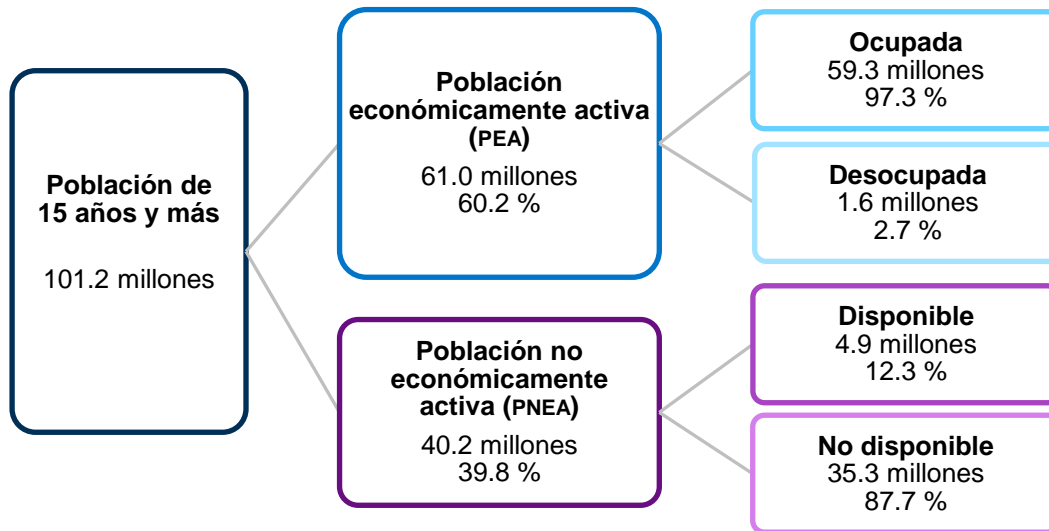 Población de
15 años y más
101.2 millones
Población
económicamente activa
(PEA)
61.0 millones
60.2 %
Población no
económicamente
activa (PNEA)
40.2 millones
39.8 %
Ocupada
59.3 millones
97.3 %
Desocupada
1.6 millones
2.7 %
Disponible
4.9 millones
12.3 %
No disponible
35.3 millones
87.7 %